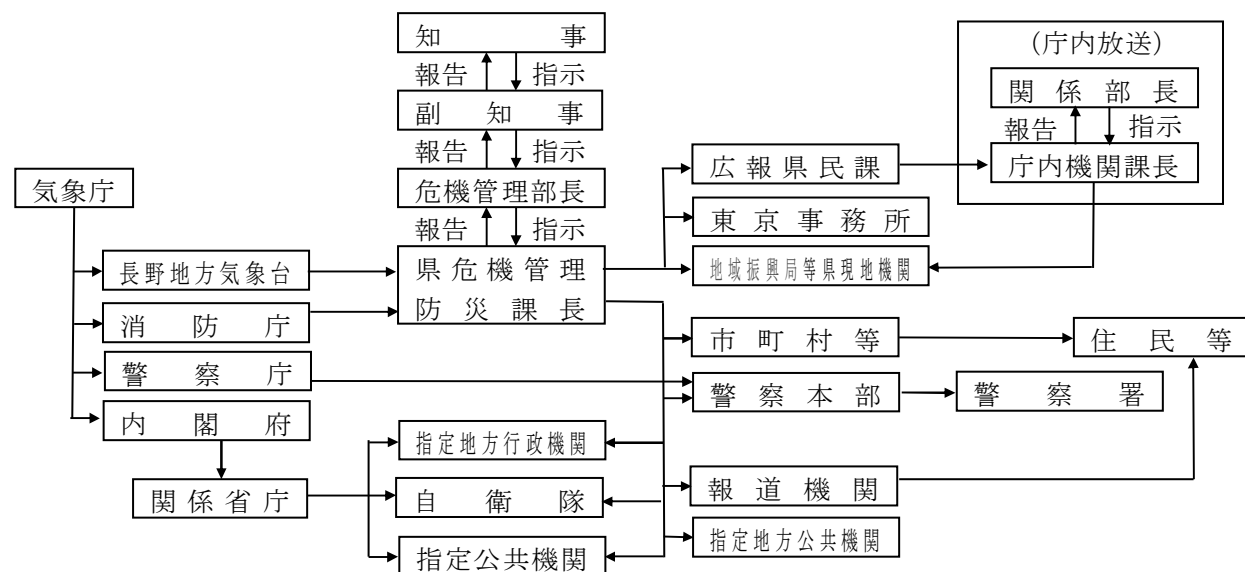 知事
(庁内放送)
報告 指示
関係部長
副知事
報告 指示
報告 指示
広報県民課
庁内機関課長
気象庁
危機管理部長
東京事務所
報告 指示
長野地方気象台
県危機管理
防災課長
地域振興局等県現地機関
消防庁
市町村等
住民等
警察庁
警察本部
警察署
内閣府
指定地方行政機関
関係省庁
自衛隊
報道機関
指定公共機関
指定地方公共機関